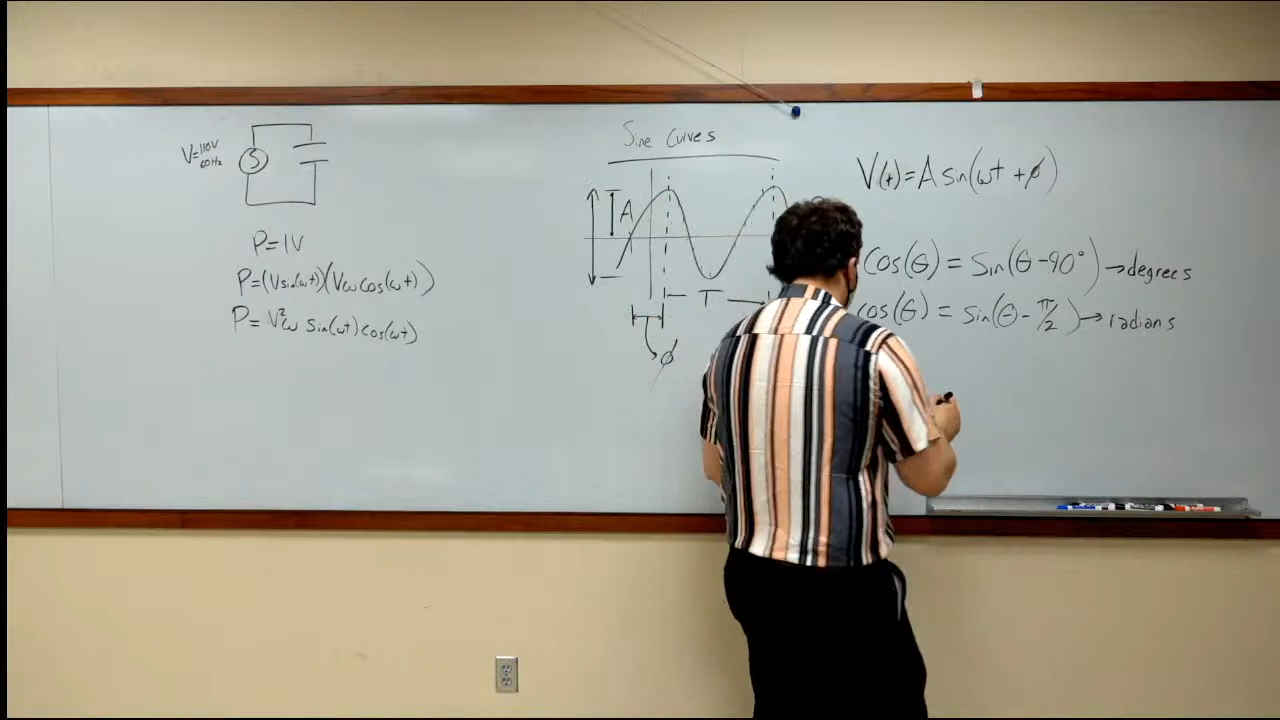 V=110V
60Hz
S
P=IV
P=(Vsin(ωt))(Vωcos(ωt))
P=V²ω sin(ωt)cos(ωt)
Sine Curves
A
T
ϕ
V(t)=A sin(ωt+ϕ)
Cos(θ)=Sin(θ-90°)→degrees
cos(θ)=sin(θ-π/2)→radians